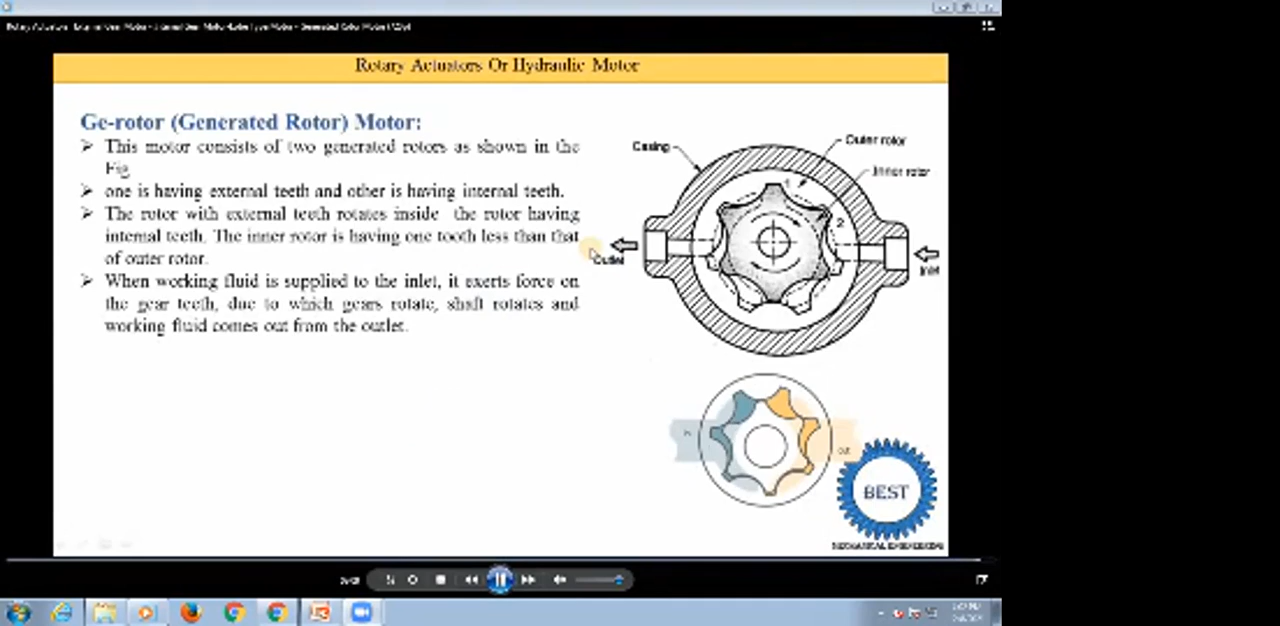 Rotary Actuators Or Hydraulic Motor
Ge-rotor (Generated Rotor) Motor:
➢ This motor consists of two generated rotors as shown in the
Fig
➢ one is having external teeth and other is having internal teeth.
➢ The rotor with external teeth rotates inside the rotor having
internal teeth. The inner rotor is having one tooth less than that
of outer rotor.
➢ When working fluid is supplied to the inlet, it exerts force on
the gear teeth, due to which gears rotate, shaft rotates and
working fluid comes out from the outlet.
Casing
Outer rotor
Inner rotor
1
2
Outlet
Inlet
BEST
MECHANICAL ENGINEERING